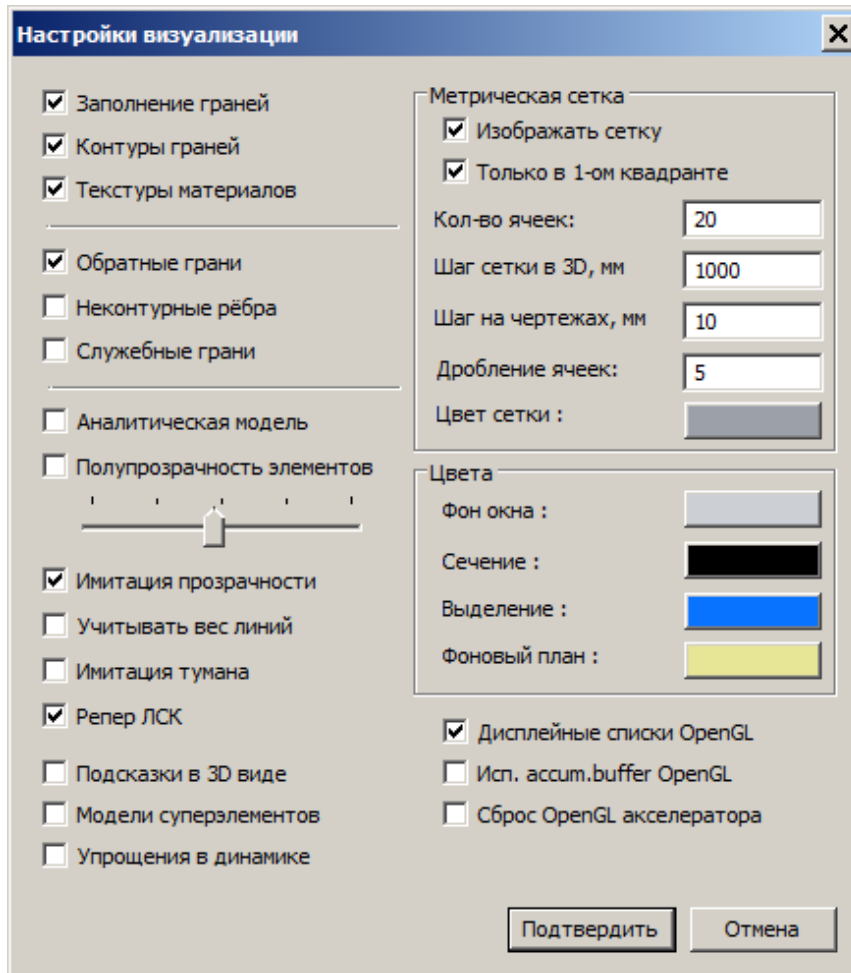 Настройки визуализации
Заполнение граней
Контуры граней
Текстуры материалов
Обратные грани
Неконтурные рёбра
Служебные грани
Аналитическая модель
Полупрозрачность элементов
Имитация прозрачности
Учитывать вес линий
Имитация тумана
Репер ЛСК
Подсказки в 3D виде
Модели суперэлементов
Упрощения в динамике
Метрическая сетка
Изображать сетку
Только в 1-ом квадранте
Кол-во ячеек: 20
Шаг сетки в 3D, мм 1000
Шаг на чертежах, мм 10
Дробление ячеек: 5
Цвет сетки :
Цвета
Фон окна :
Сечение :
Выделение :
Фоновый план :
Дисплейные списки OpenGL
Исп. accum.buffer OpenGL
Сброс OpenGL акселератора
Подтвердить Отмена